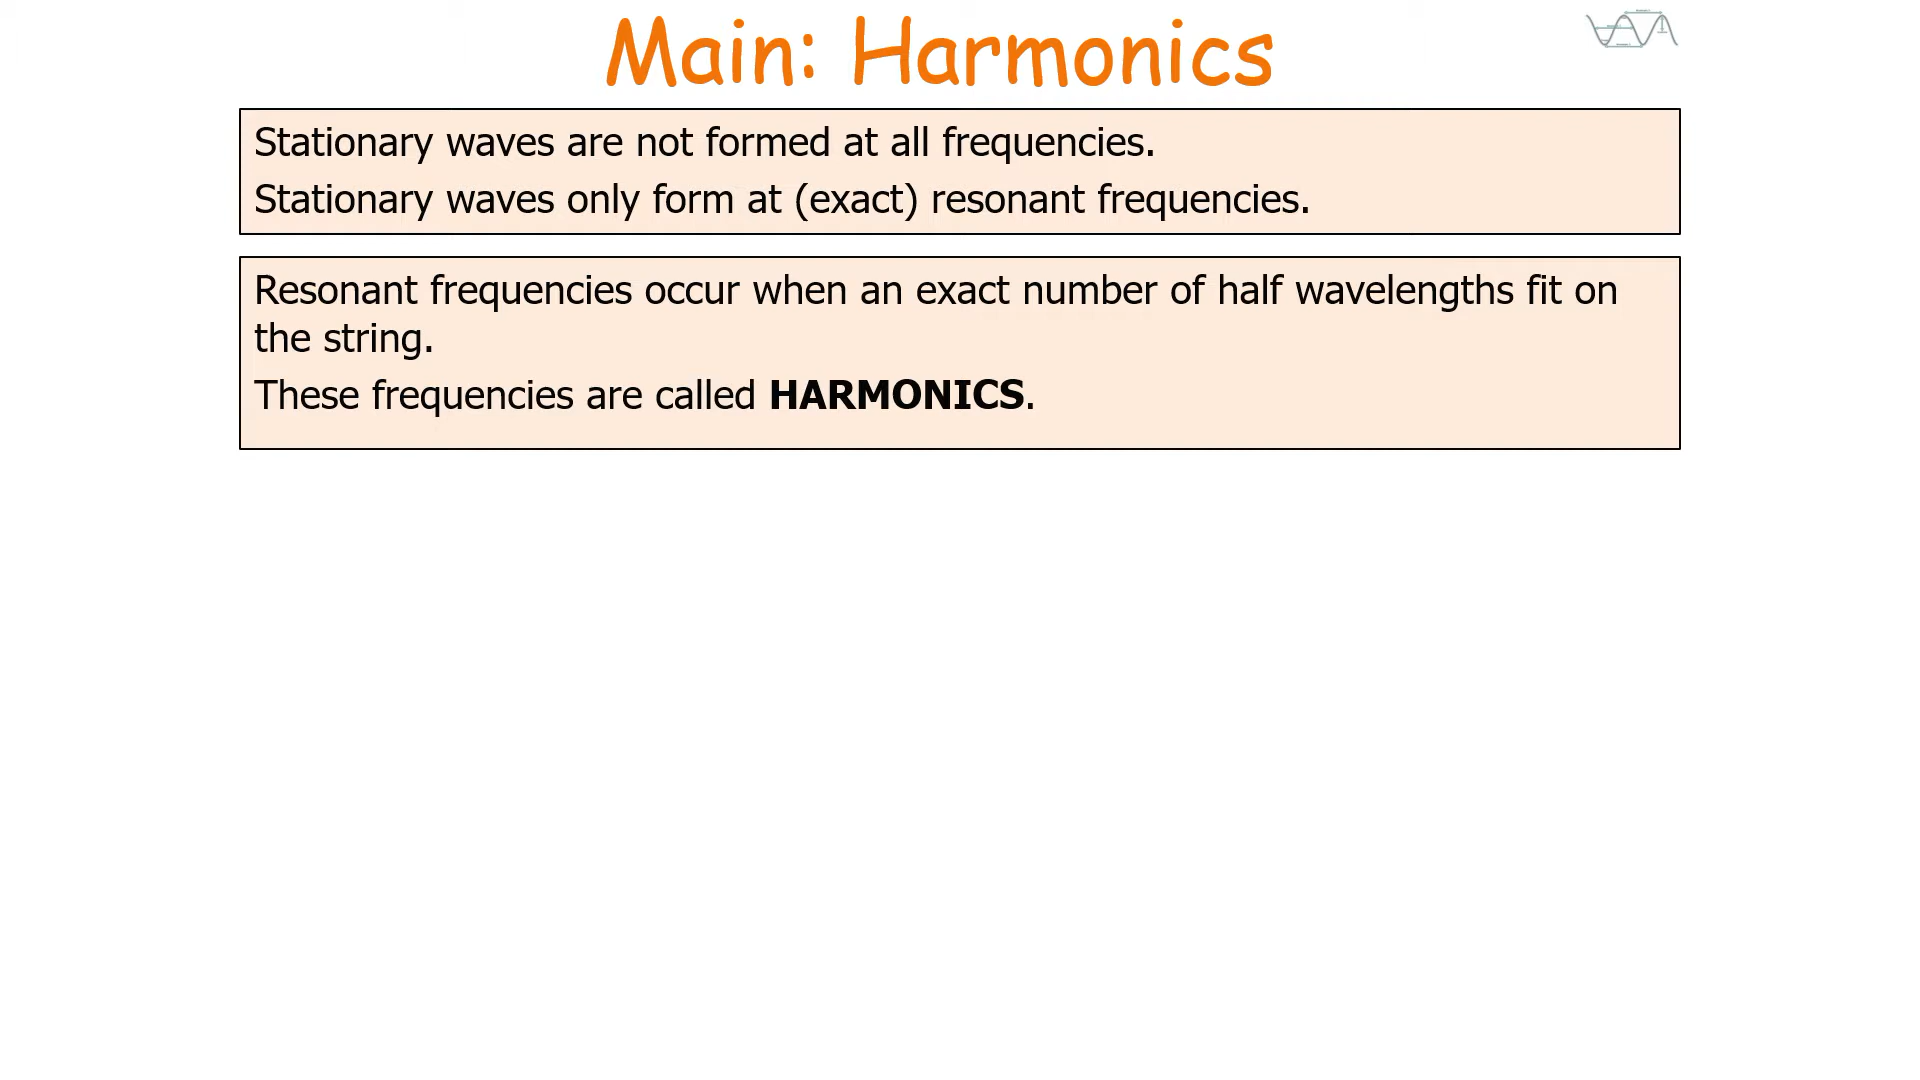 Main: Harmonics
Stationary waves are not formed at all frequencies.
Stationary waves only form at (exact) resonant frequencies.
Resonant frequencies occur when an exact number of half wavelengths fit on
the string.
These frequencies are called HARMONICS.